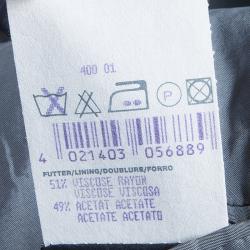 400 01
P
4 021403 056889
FUTTER/LINING/DOUBLURE/FORRO
51% VISCOSE RAYON
VISCOSE VISCOSA
49% ACETAT ACETATE
ACETATE ACETATO